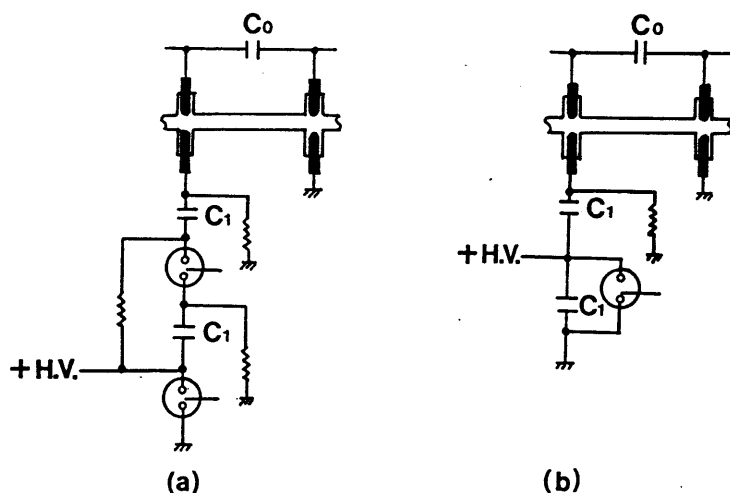 C₀
C₁
C₁
+ H.V.
(a)
C₀
C₁
+ H.V.
C₁
(b)